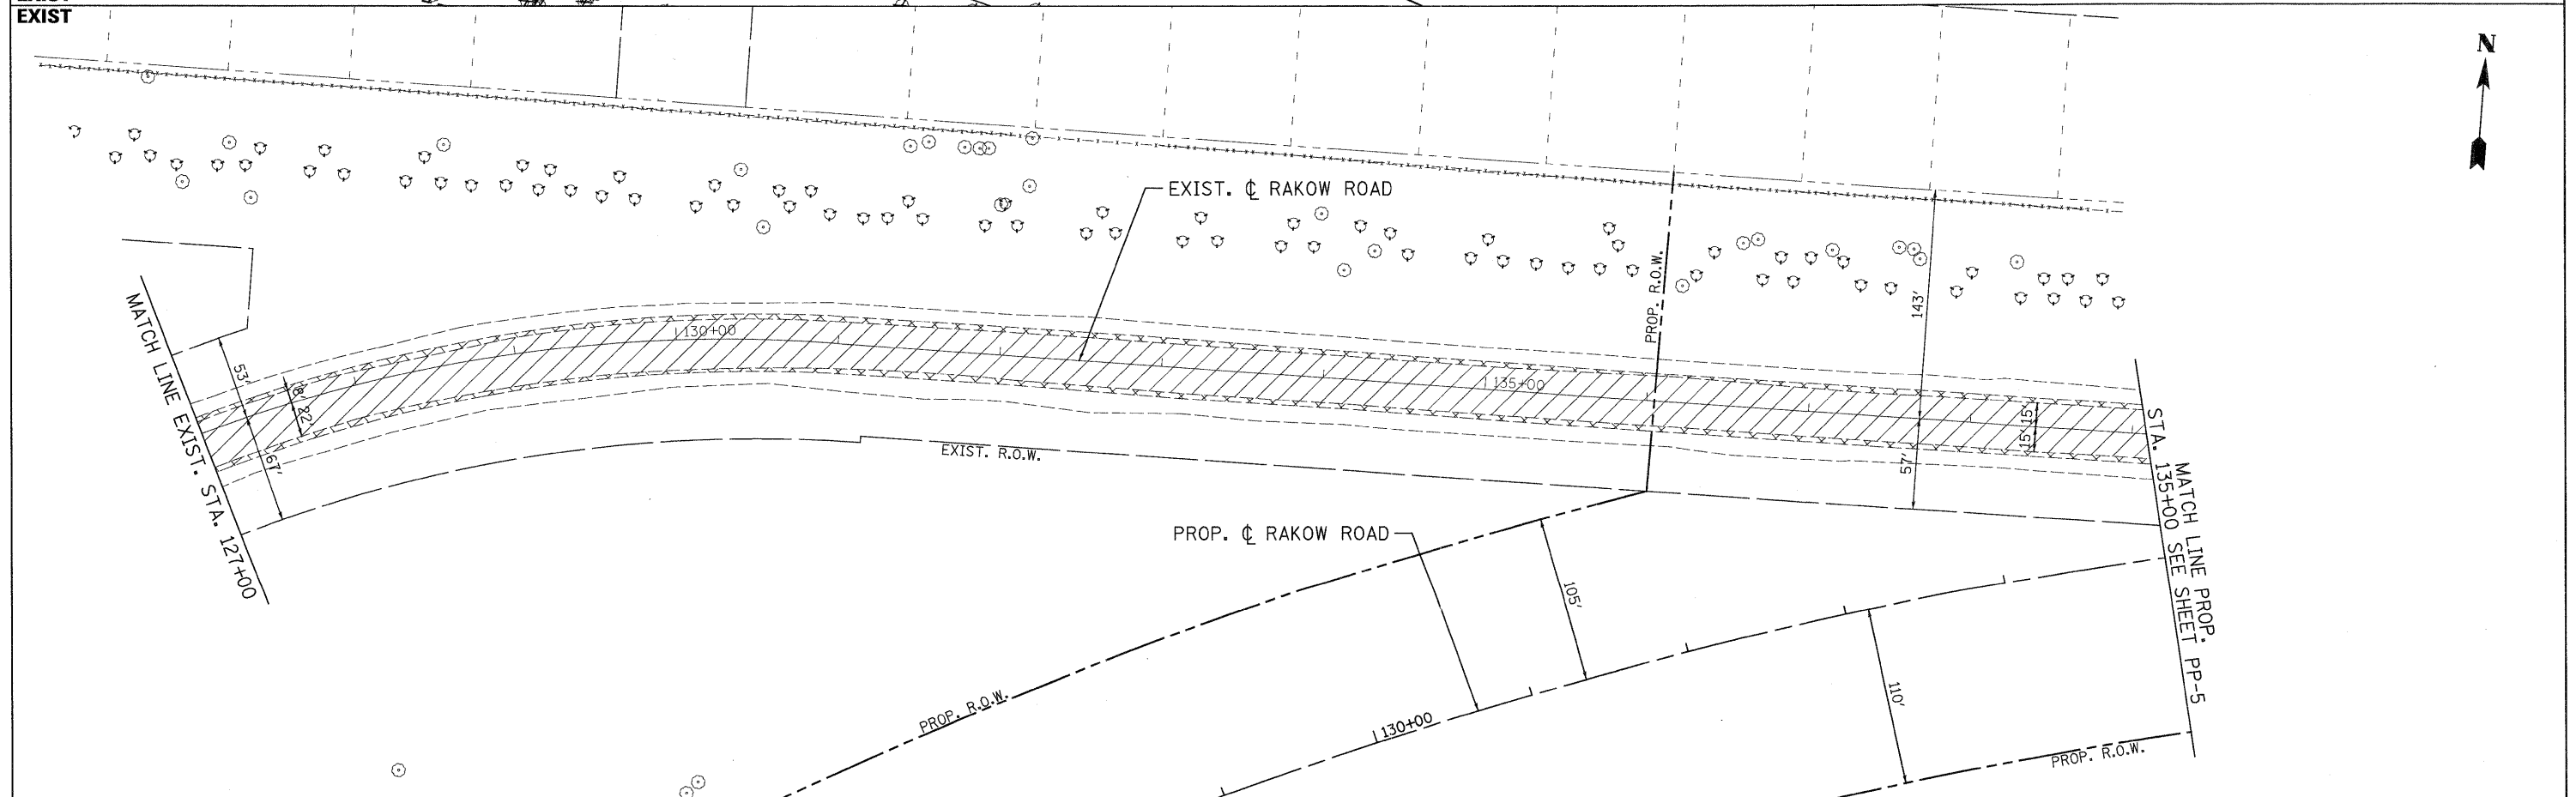 EXIST
N
EXIST. ℄ RAKOW ROAD
PROP. R.O.W.
143'
MATCH LINE EXIST. STA. 127+00
130+00
53'
8' 22'
67'
135+00
15' 15'
57'
EXIST. R.O.W.
MATCH LINE PROP.
STA. 135+00 SEE SHEET PP-5
PROP. ℄ RAKOW ROAD
105'
110'
PROP. R.O.W.
130+00
PROP. R.O.W.